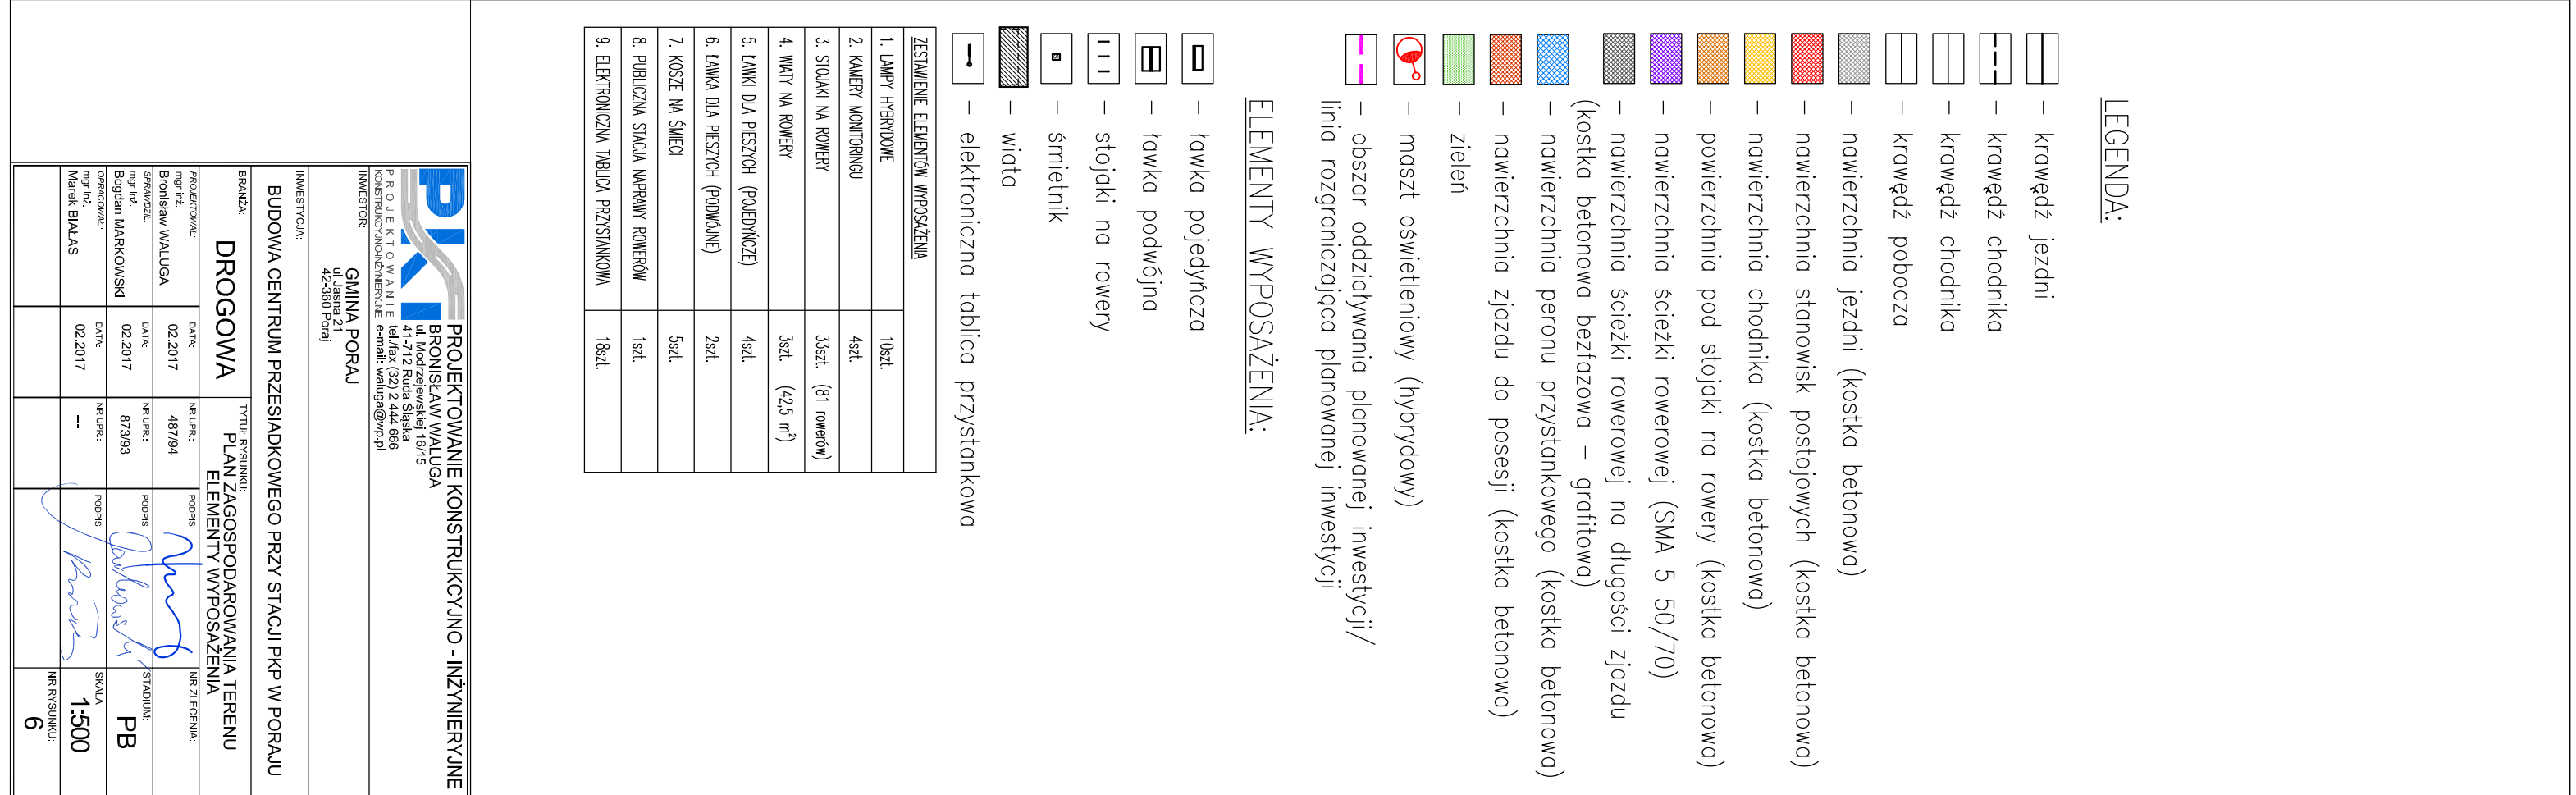 LEGENDA:
– krawędź jezdni
– krawędź chodnika
– krawędź chodnika
– krawędź pobocza
– nawierzchnia jezdni (kostka betonowa)
– nawierzchnia stanowisk postojowych (kostka betonowa)
– nawierzchnia chodnika (kostka betonowa)
– powierzchnia pod stojaki na rowery (kostka betonowa)
– nawierzchnia ścieżki rowerowej (SMA 5 50/70)
– nawierzchnia ścieżki rowerowej na długości zjazdu
(kostka betonowa bezfazowa – grafitowa)
– nawierzchnia peronu przystankowego (kostka betonowa)
– nawierzchnia zjazdu do posesji (kostka betonowa)
– zieleń
– maszt oświetleniowy (hybrydowy)
– obszar oddziaływania planowanej inwestycji/
linia rozgraniczająca planowanej inwestycji
ELEMENTY WYPOSAŻENIA:
– ławka pojedyńcza
– ławka podwójna
– stojaki na rowery
– śmietnik
– wiata
– elektroniczna tablica przystankowa
ZESTAWIENIE ELEMENTÓW WYPOSAŻENIA
1. LAMPY HYBRYDOWE 10szt.
2. KAMERY MONITORINGU 4szt.
3. STOJAKI NA ROWERY 33szt. (81 rowerów)
4. WIATY NA ROWERY 3szt. (42,5 m²)
5. ŁAWKI DLA PIESZYCH (POJEDYŃCZE) 4szt.
6. ŁAWKA DLA PIESZYCH (PODWÓJNE) 2szt.
7. KOSZE NA ŚMIECI 5szt.
8. PUBLICZNA STACJA NAPRAWY ROWERÓW 1szt.
9. ELEKTRONICZNA TABLICA PRZYSTANKOWA 18szt.
PKI
PROJEKTOWANIE
KONSTRUKCYJNO-INŻYNIERYJNE
PROJEKTOWANIE KONSTRUKCYJNO - INŻYNIERYJNE
BRONISŁAW WALUGA
ul. Modrzejewskiej 16/15
41-712 Ruda Śląska
tel./fax (32) 2 444 666
e-mail: waluga@wp.pl
INWESTOR:
GMINA PORAJ
ul.Jasna 21
42-360 Poraj
INWESTYCJA:
BUDOWA CENTRUM PRZESIADKOWEGO PRZY STACJI PKP W PORAJU
BRANŻA:
DROGOWA
TYTUŁ RYSUNKU:
PLAN ZAGOSPODAROWANIA TERENU
ELEMENTY WYPOSAŻENIA
PROJEKTOWAŁ:
mgr inż.
Bronisław WALUGA
DATA:
02.2017
NR UPR.:
487/94
PODPIS:
NR ZLECENIA:
SPRAWDZIŁ:
mgr inż.
Bogdan MARKOWSKI
DATA:
02.2017
NR UPR.:
873/93
PODPIS:
STADIUM:
PB
OPRACOWAŁ:
mgr inż.
Marek BIAŁAS
DATA:
02.2017
NR UPR.:
--
PODPIS:
SKALA:
1:500
NR RYSUNKU:
6